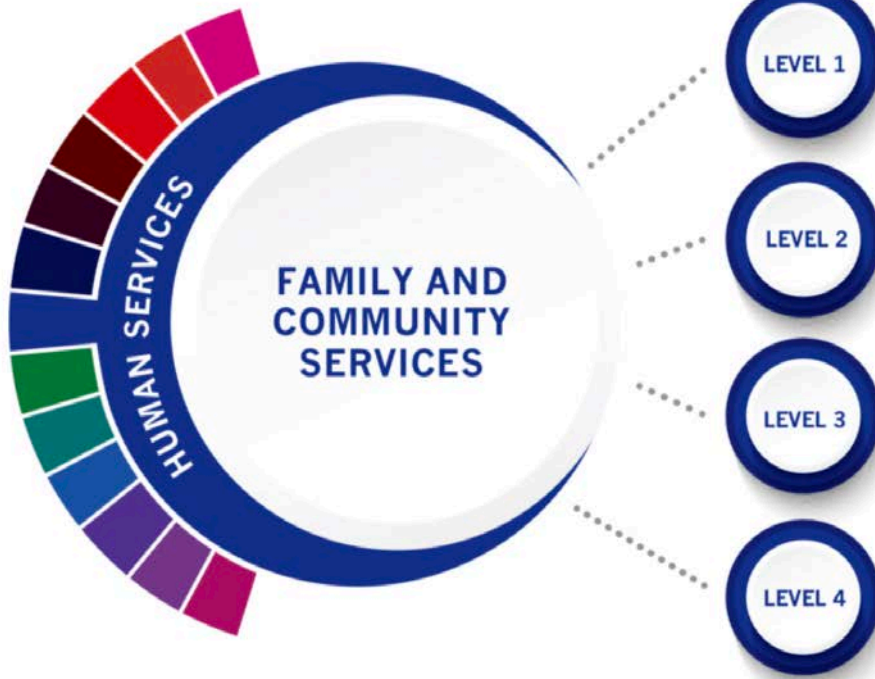 HUMAN SERVICES
FAMILY AND
COMMUNITY
SERVICES
LEVEL 1
LEVEL 2
LEVEL 3
LEVEL 4